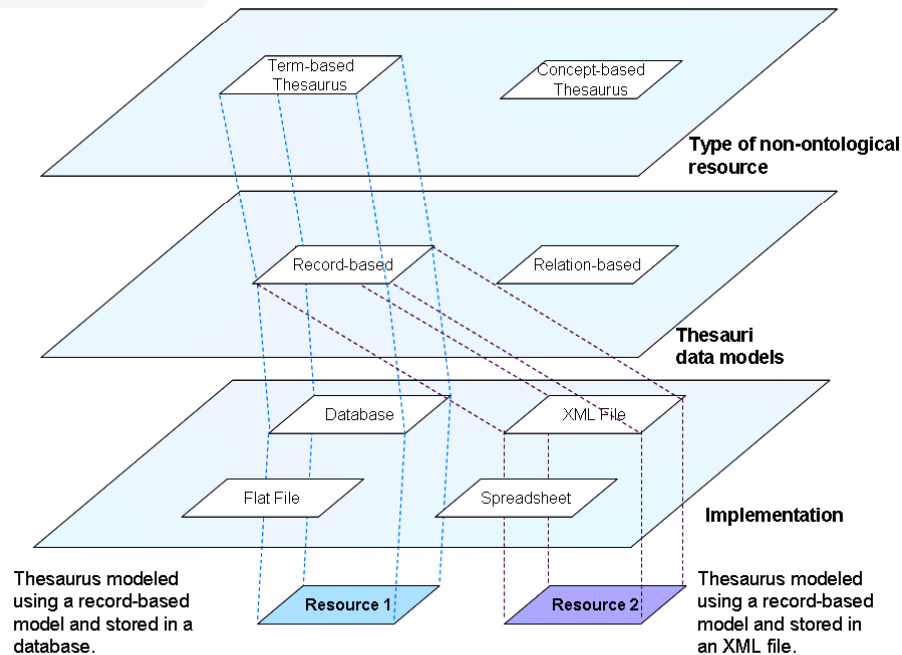 Term-based
Thesaurus
Concept-based
Thesaurus
Type of non-ontological
resource
Record-based
Relation-based
Thesauri
data models
Database
XML File
Flat File
Spreadsheet
Implementation
Thesaurus modeled
using a record-based
model and stored in a
database.
Resource 1
Resource 2
Thesaurus modeled
using a record-based
model and stored in
an XML file.